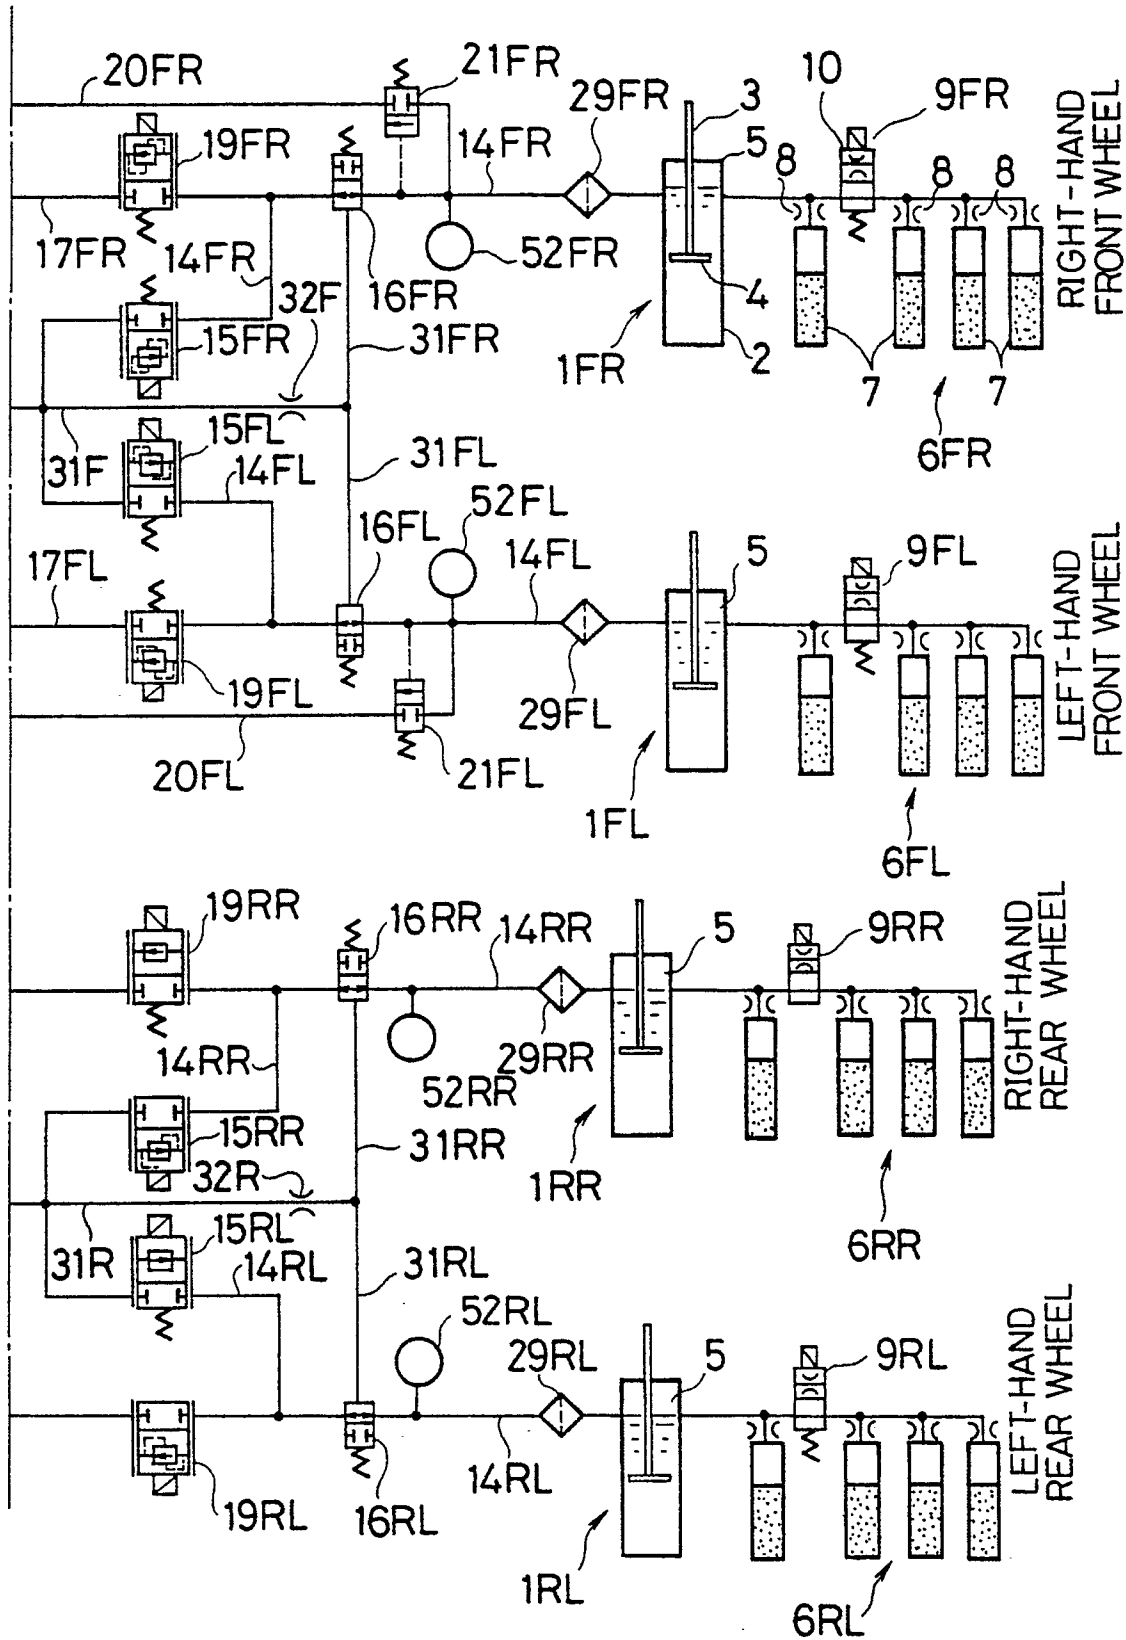 20FR
21FR
29FR
3
10
9FR
19FR
14FR
5
8
8
8
17FR
14FR
52FR
32F
16FR
4
15FR
31FR
1FR
2
7
7
RIGHT-HAND
FRONT WHEEL
6FR
15FL
31F
14FL
31FL
52FL
16FL
17FL
14FL
5
9FL
19FL
29FL
20FL
21FL
1FL
6FL
LEFT-HAND
FRONT WHEEL
19RR
16RR
14RR
5
9RR
14RR
29RR
52RR
15RR
31RR
32R
1RR
6RR
RIGHT-HAND
REAR WHEEL
15RL
31R
14RL
31RL
52RL
29RL
5
9RL
14RL
19RL
16RL
1RL
6RL
LEFT-HAND
REAR WHEEL